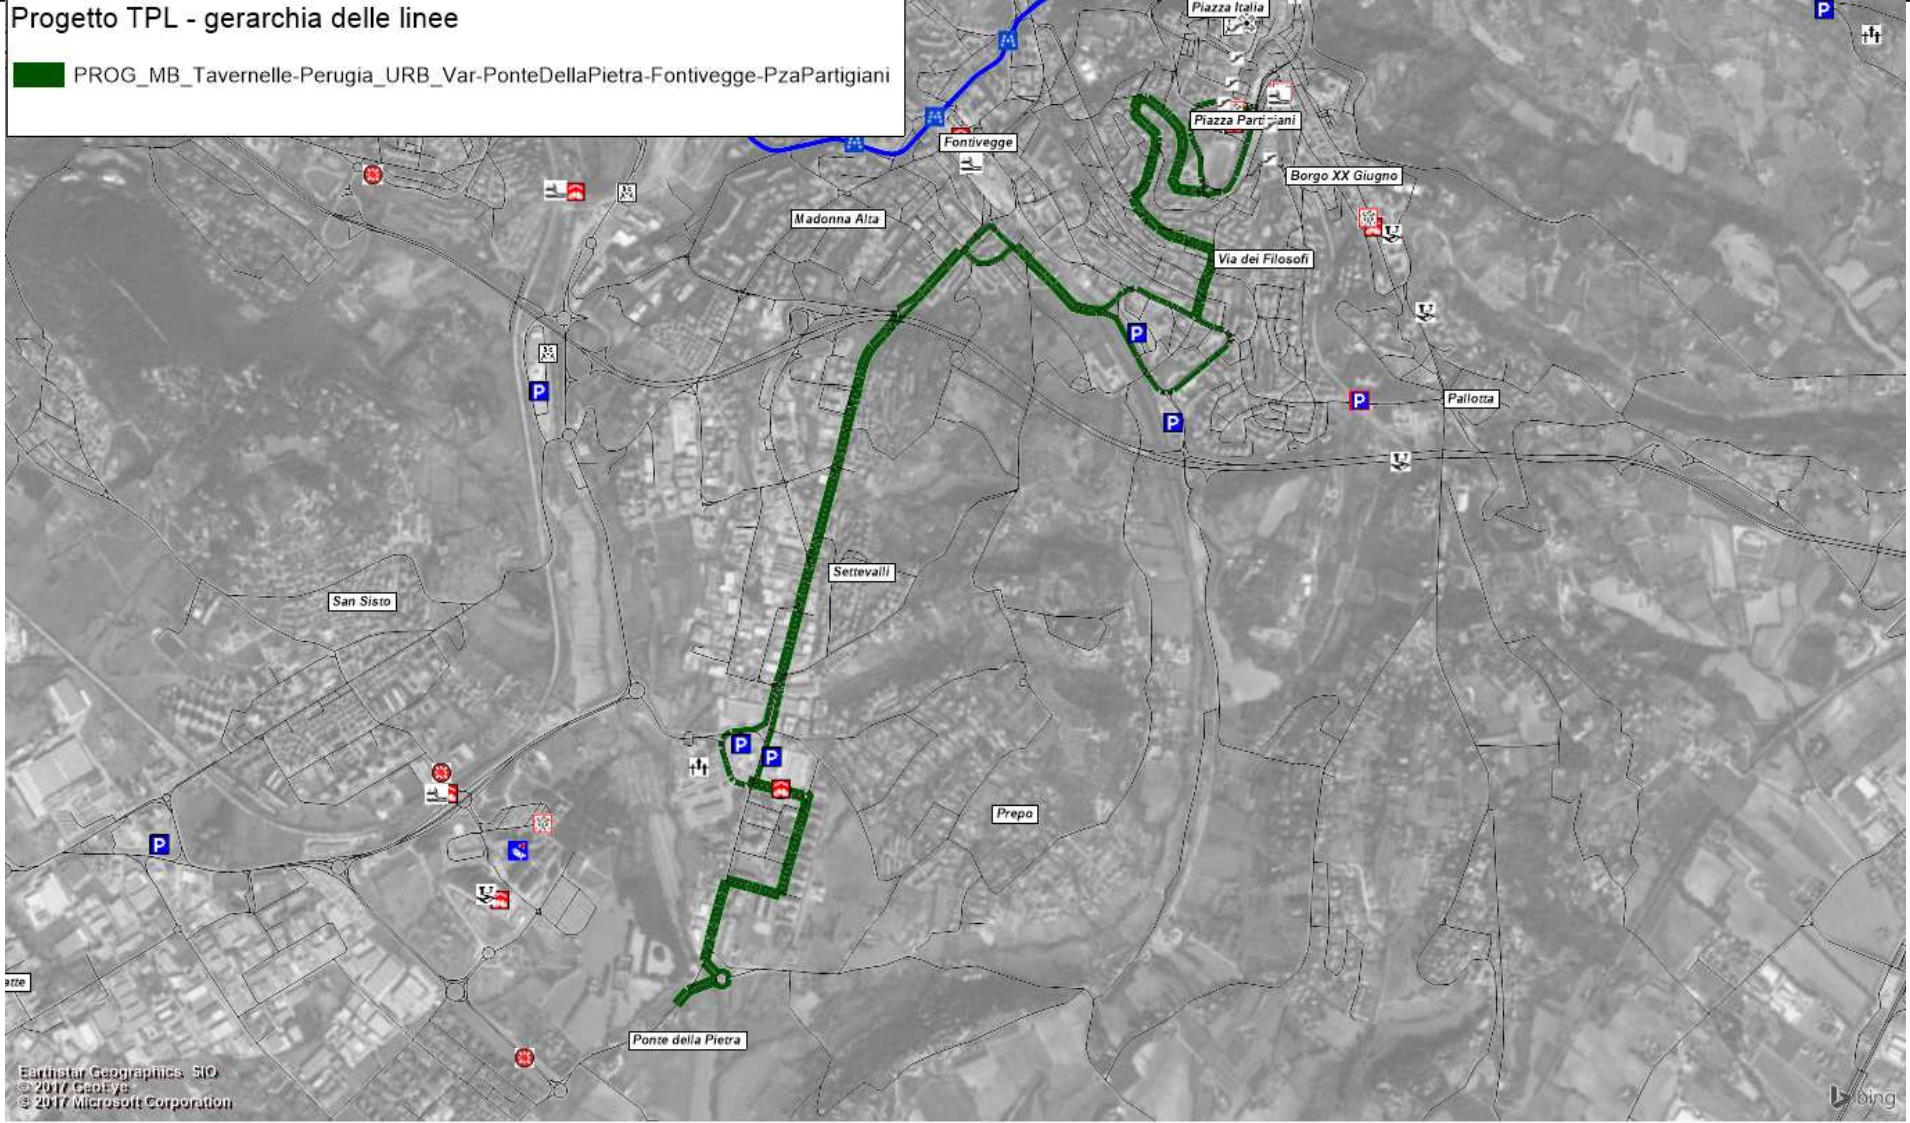 Progetto TPL - gerarchia delle linee
PROG_MB_Tavernelle-Perugia_URB_Var-PonteDellaPietra-Fontivegge-PzaPartigiani
Piazza Italia
P
Piazza Partigiani
Fontivegge
Borgo XX Giugno
Madonna Alta
Via dei Filosofi
P
P
P
Pallotta
P
Settevalli
San Sisto
P
P
Prepo
P
atte
Ponte della Pietra
Earthstar Geographics SIO
© 2017 GeoEye
© 2017 Microsoft Corporation
bing